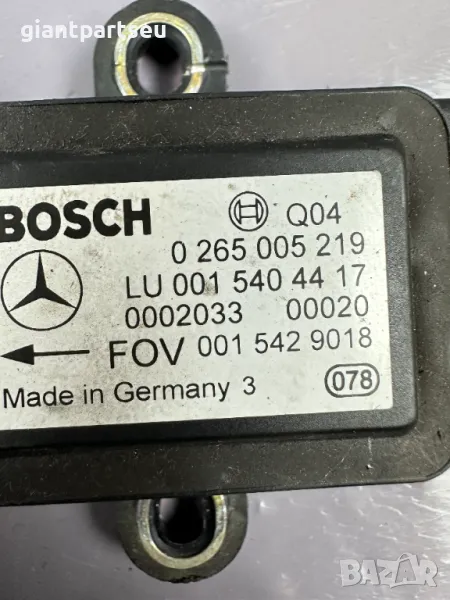 giantpartseu
BOSCH Q04
0 265 005 219
LU 001 540 44 17
0002033 00020
FOV 001 542 9018
Made in Germany 3 078
bazar